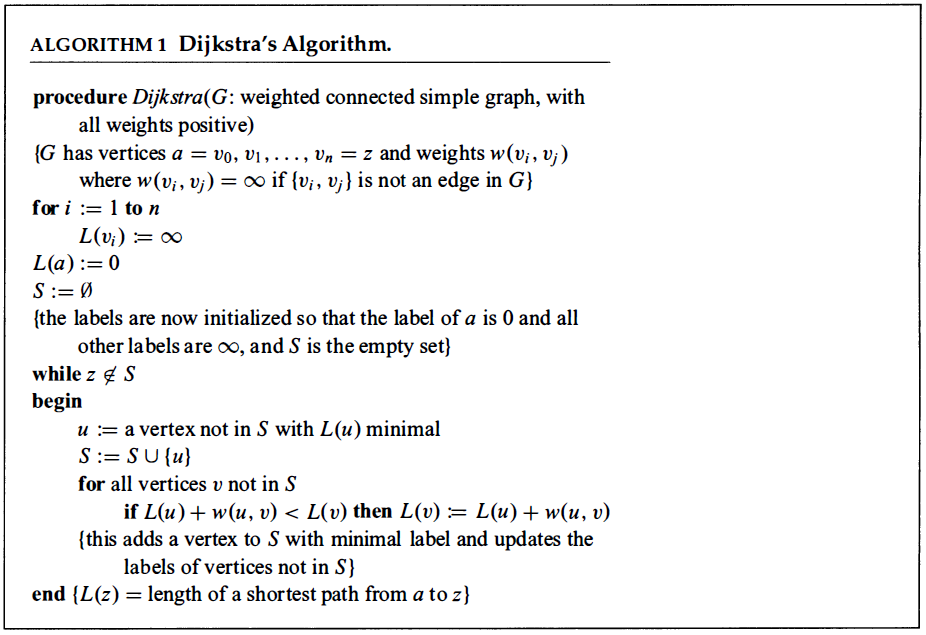 ALGORITHM 1 Dijkstra's Algorithm.
procedure Dijkstra(G: weighted connected simple graph, with
all weights positive)
{G has vertices a = v₀, v₁, . . . , vₙ = z and weights w(vᵢ, vⱼ)
where w(vᵢ, vⱼ) = ∞ if {vᵢ, vⱼ} is not an edge in G}
for i := 1 to n
L(vᵢ) := ∞
L(a) := 0
S := ∅
{the labels are now initialized so that the label of a is 0 and all
other labels are ∞, and S is the empty set}
while z ∉ S
begin
u := a vertex not in S with L(u) minimal
S := S ∪ {u}
for all vertices v not in S
if L(u) + w(u, v) < L(v) then L(v) := L(u) + w(u, v)
{this adds a vertex to S with minimal label and updates the
labels of vertices not in S}
end {L(z) = length of a shortest path from a to z}